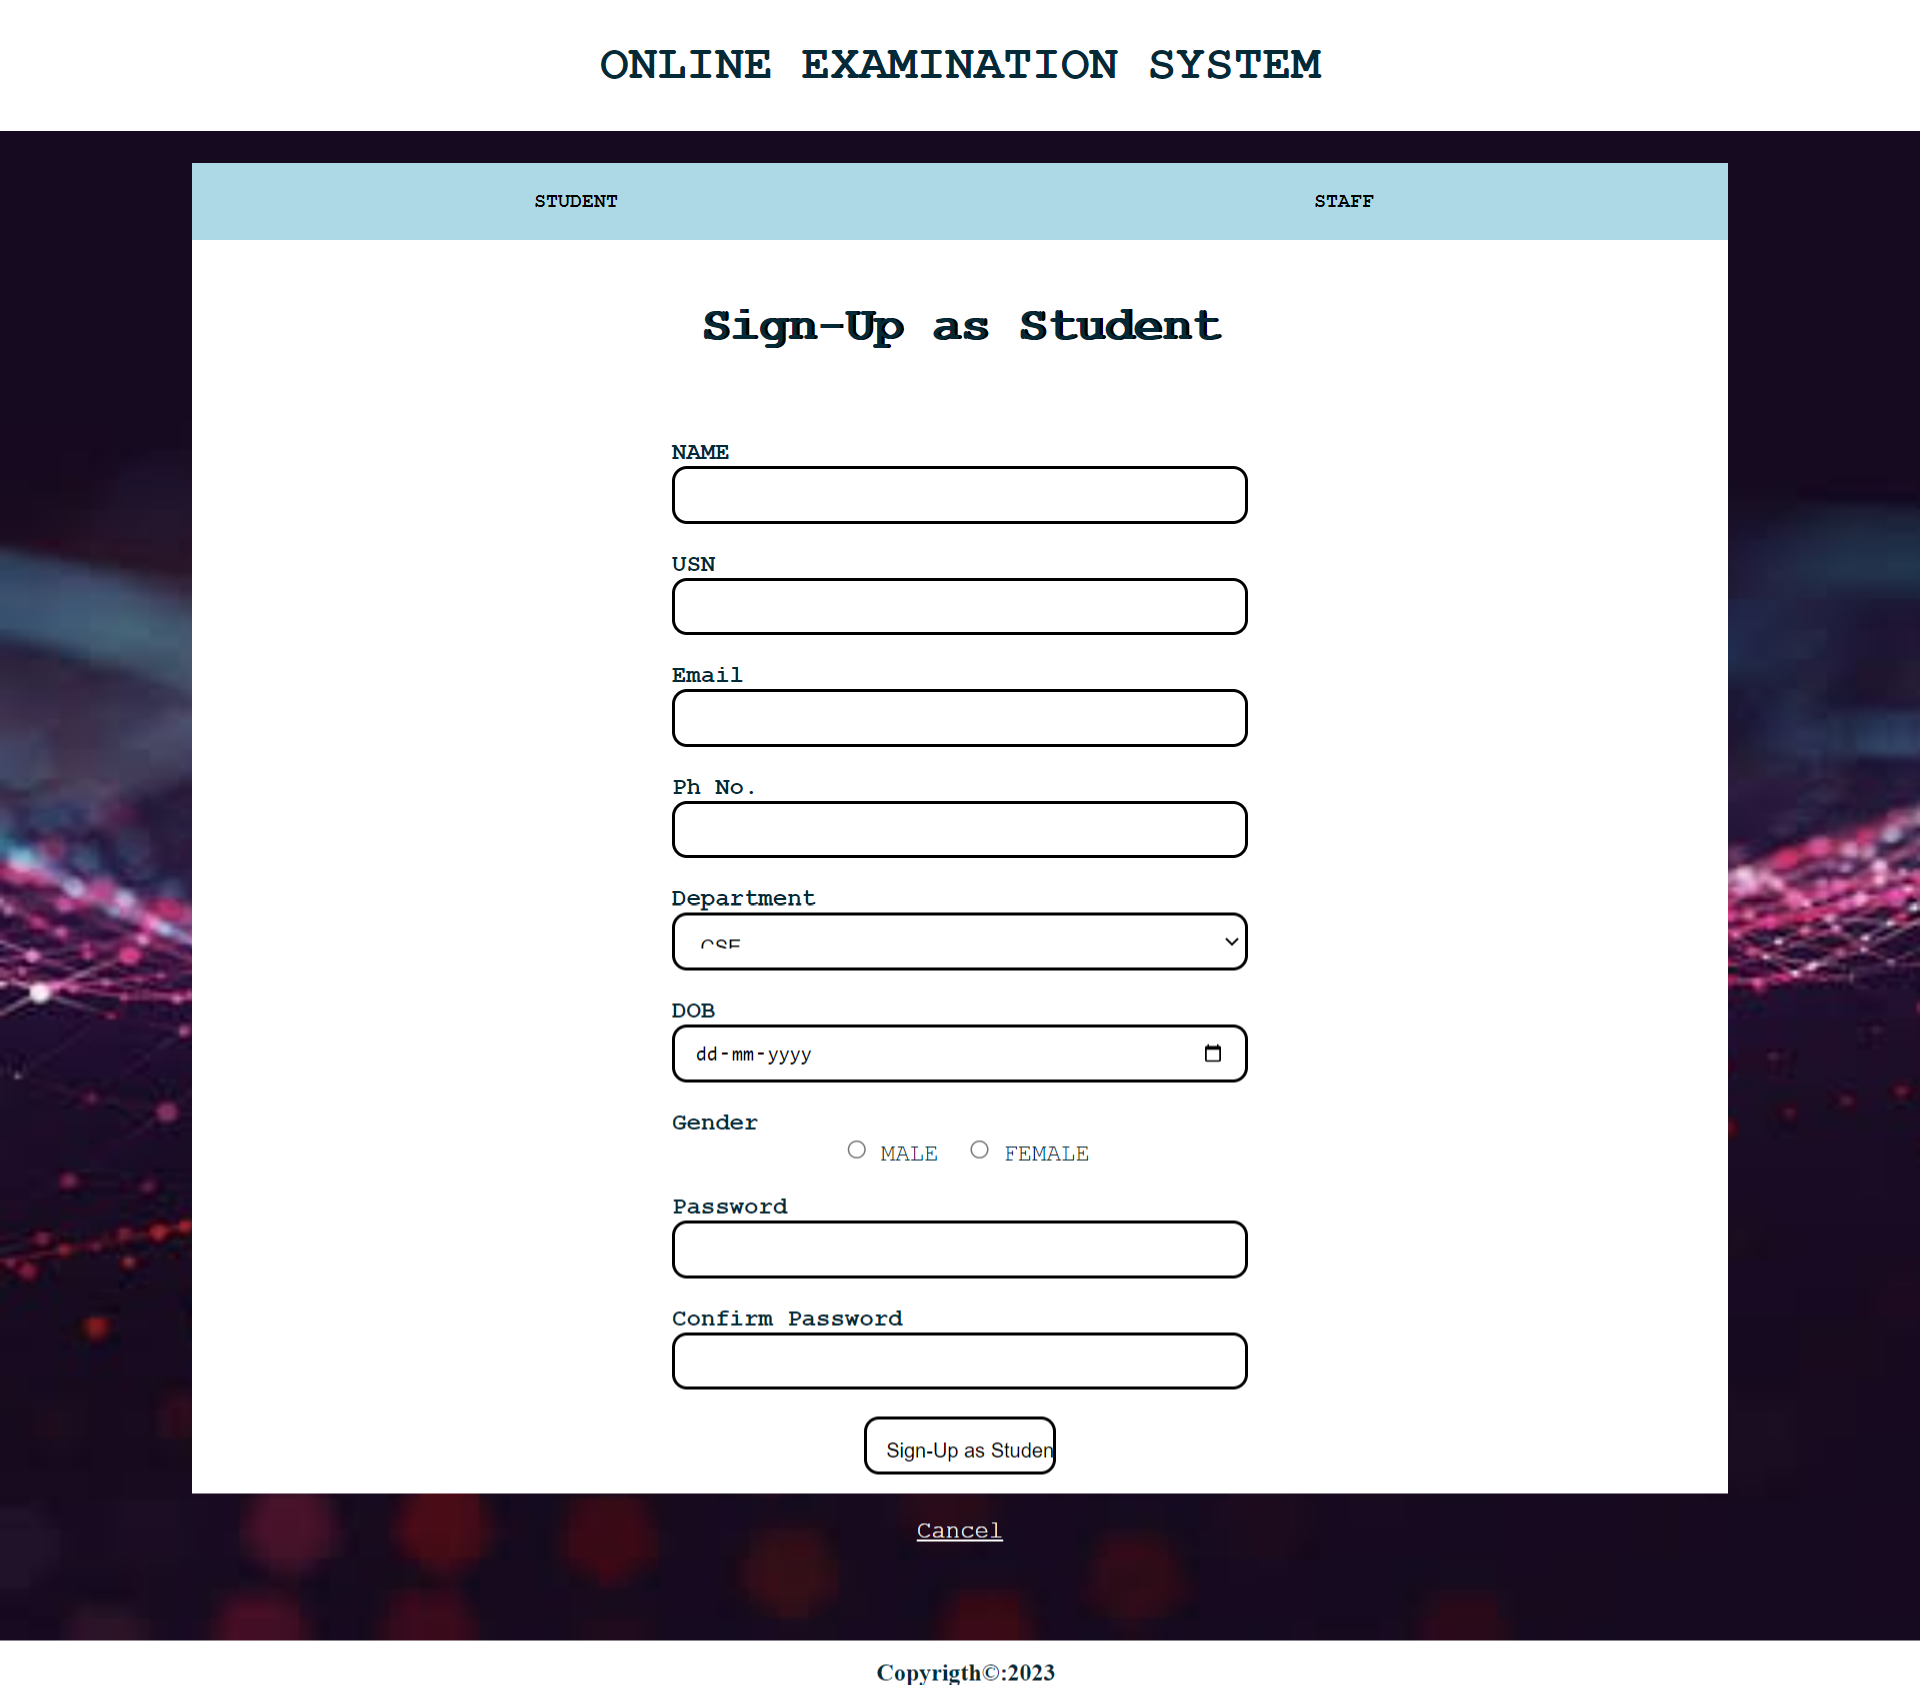 ONLINE EXAMINATION SYSTEM
STUDENT STAFF
Sign-Up as Student
NAME
USN
Email
Ph No.
Department
CSE
DOB
dd-mm-yyyy
Gender
MALE FEMALE
Password
Confirm Password
Sign-Up as Studen
Cancel
Copyrigth©:2023